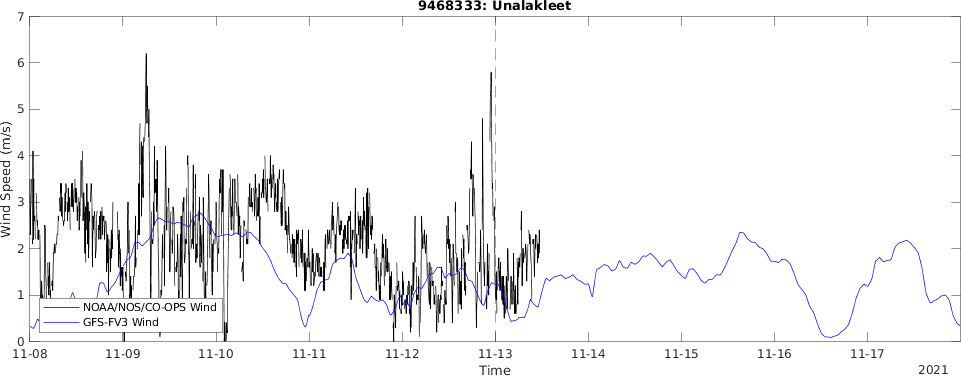 9468333: Unalakleet
Wind Speed (m/s)
7
6
5
4
3
2
1
0
NOAA/NOS/CO-OPS Wind
GFS-FV3 Wind
11-08 11-09 11-10 11-11 11-12 11-13 11-14 11-15 11-16 11-17
Time
2021